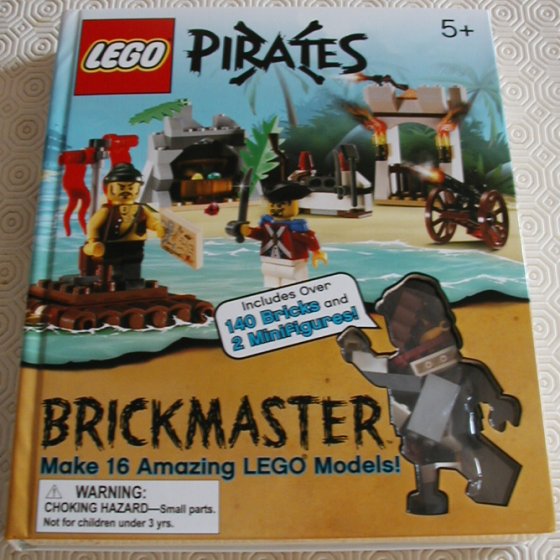 LEGO
PIRATES
5+
Includes Over
140 Bricks and
2 Minifigures!
BRICKMASTER™
Make 16 Amazing LEGO® Models!
WARNING:
CHOKING HAZARD—Small parts.
Not for children under 3 yrs.